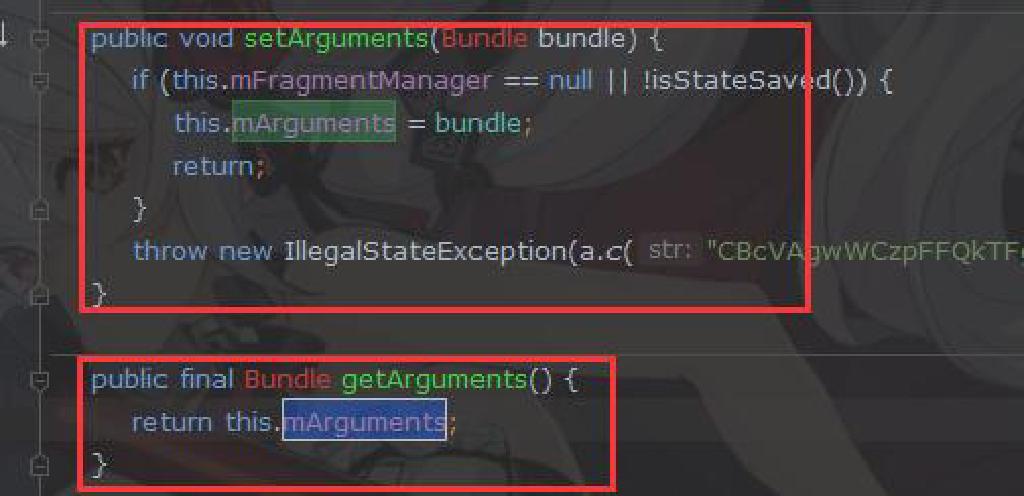 public void setArguments(Bundle bundle) {
if (this.mFragmentManager == null || !isStateSaved()) {
this.mArguments = bundle;
return;
}
throw new IllegalStateException(a.c( str: "CBcVAgwWCzpFFQkTF
}
public final Bundle getArguments() {
return this.mArguments;
}